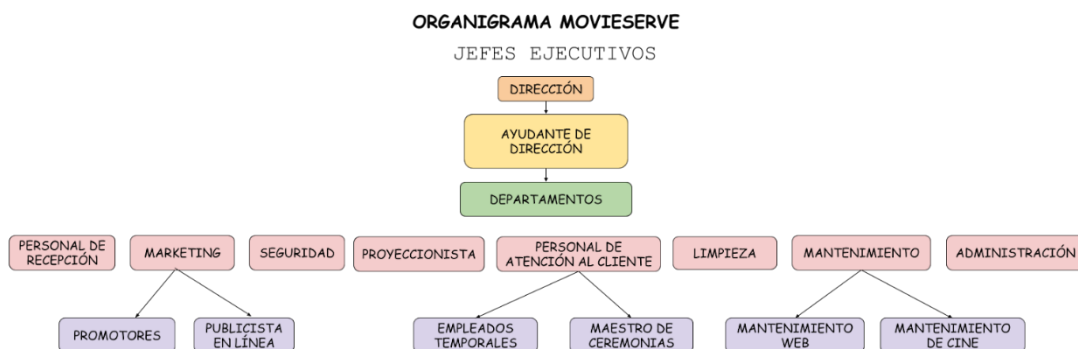 ORGANIGRAMA MOVIESERVE
JEFES EJECUTIVOS
DIRECCIÓN
AYUDANTE DE
DIRECCIÓN
DEPARTAMENTOS
PERSONAL DE
RECEPCIÓN
MARKETING
SEGURIDAD
PROYECCIONISTA
PERSONAL DE
ATENCIÓN AL CLIENTE
LIMPIEZA
MANTENIMIENTO
ADMINISTRACIÓN
PROMOTORES
PUBLICISTA
EN LÍNEA
EMPLEADOS
TEMPORALES
MAESTRO DE
CEREMONIAS
MANTENIMIENTO
WEB
MANTENIMIENTO
DE CINE